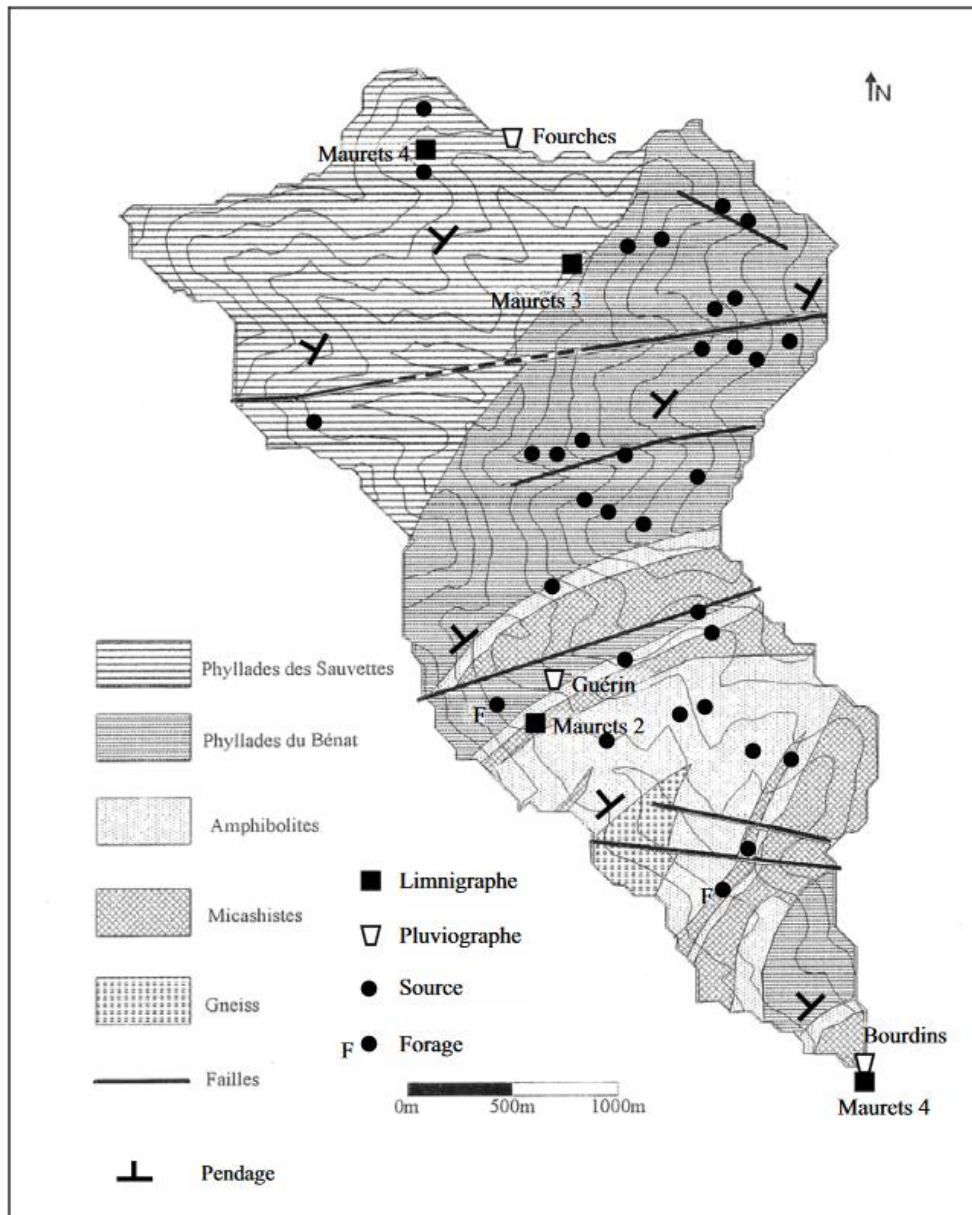 N
Fourches
Maurets 4
Maurets 3
Guérin
F
Maurets 2
F
Bourdins
Maurets 4
Phyllades des Sauvettes
Phyllades du Bénat
Amphibolites
Micashistes
Gneiss
Failles
Pendage
Limnigraphe
Pluviographe
Source
F Forage
0m 500m 1000m